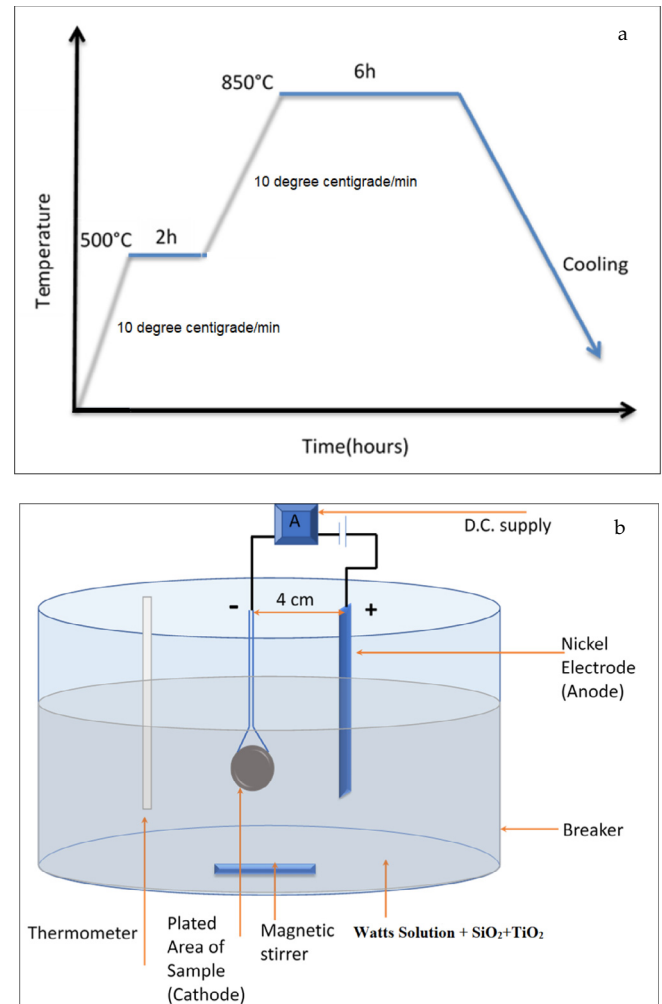 a
850°C
6h
10 degree centigrade/min
500°C
2h
Cooling
10 degree centigrade/min
Temperature
Time(hours)
b
A
D.C. supply
4 cm
-
+
Nickel
Electrode
(Anode)
Breaker
Thermometer
Plated
Area of
Sample
(Cathode)
Magnetic
stirrer
Watts Solution + SiO₂+TiO₂